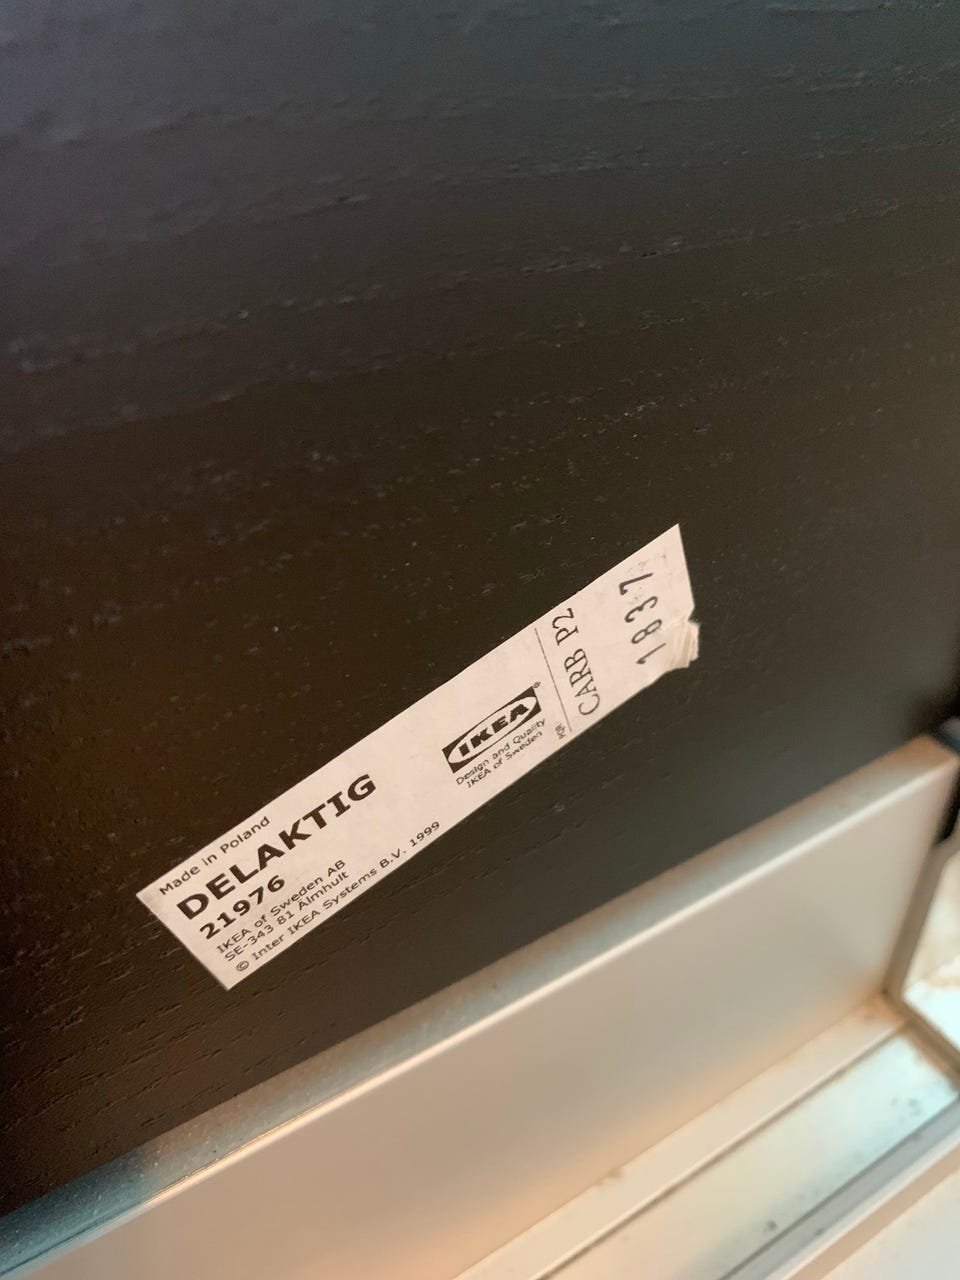 Made in Poland
DELAKTIG
21976
IKEA of Sweden AB
SE-343 81 Älmhult
© Inter IKEA Systems B.V. 1999
IKEA®
Design and Quality
IKEA of Sweden
CARB P2
1837